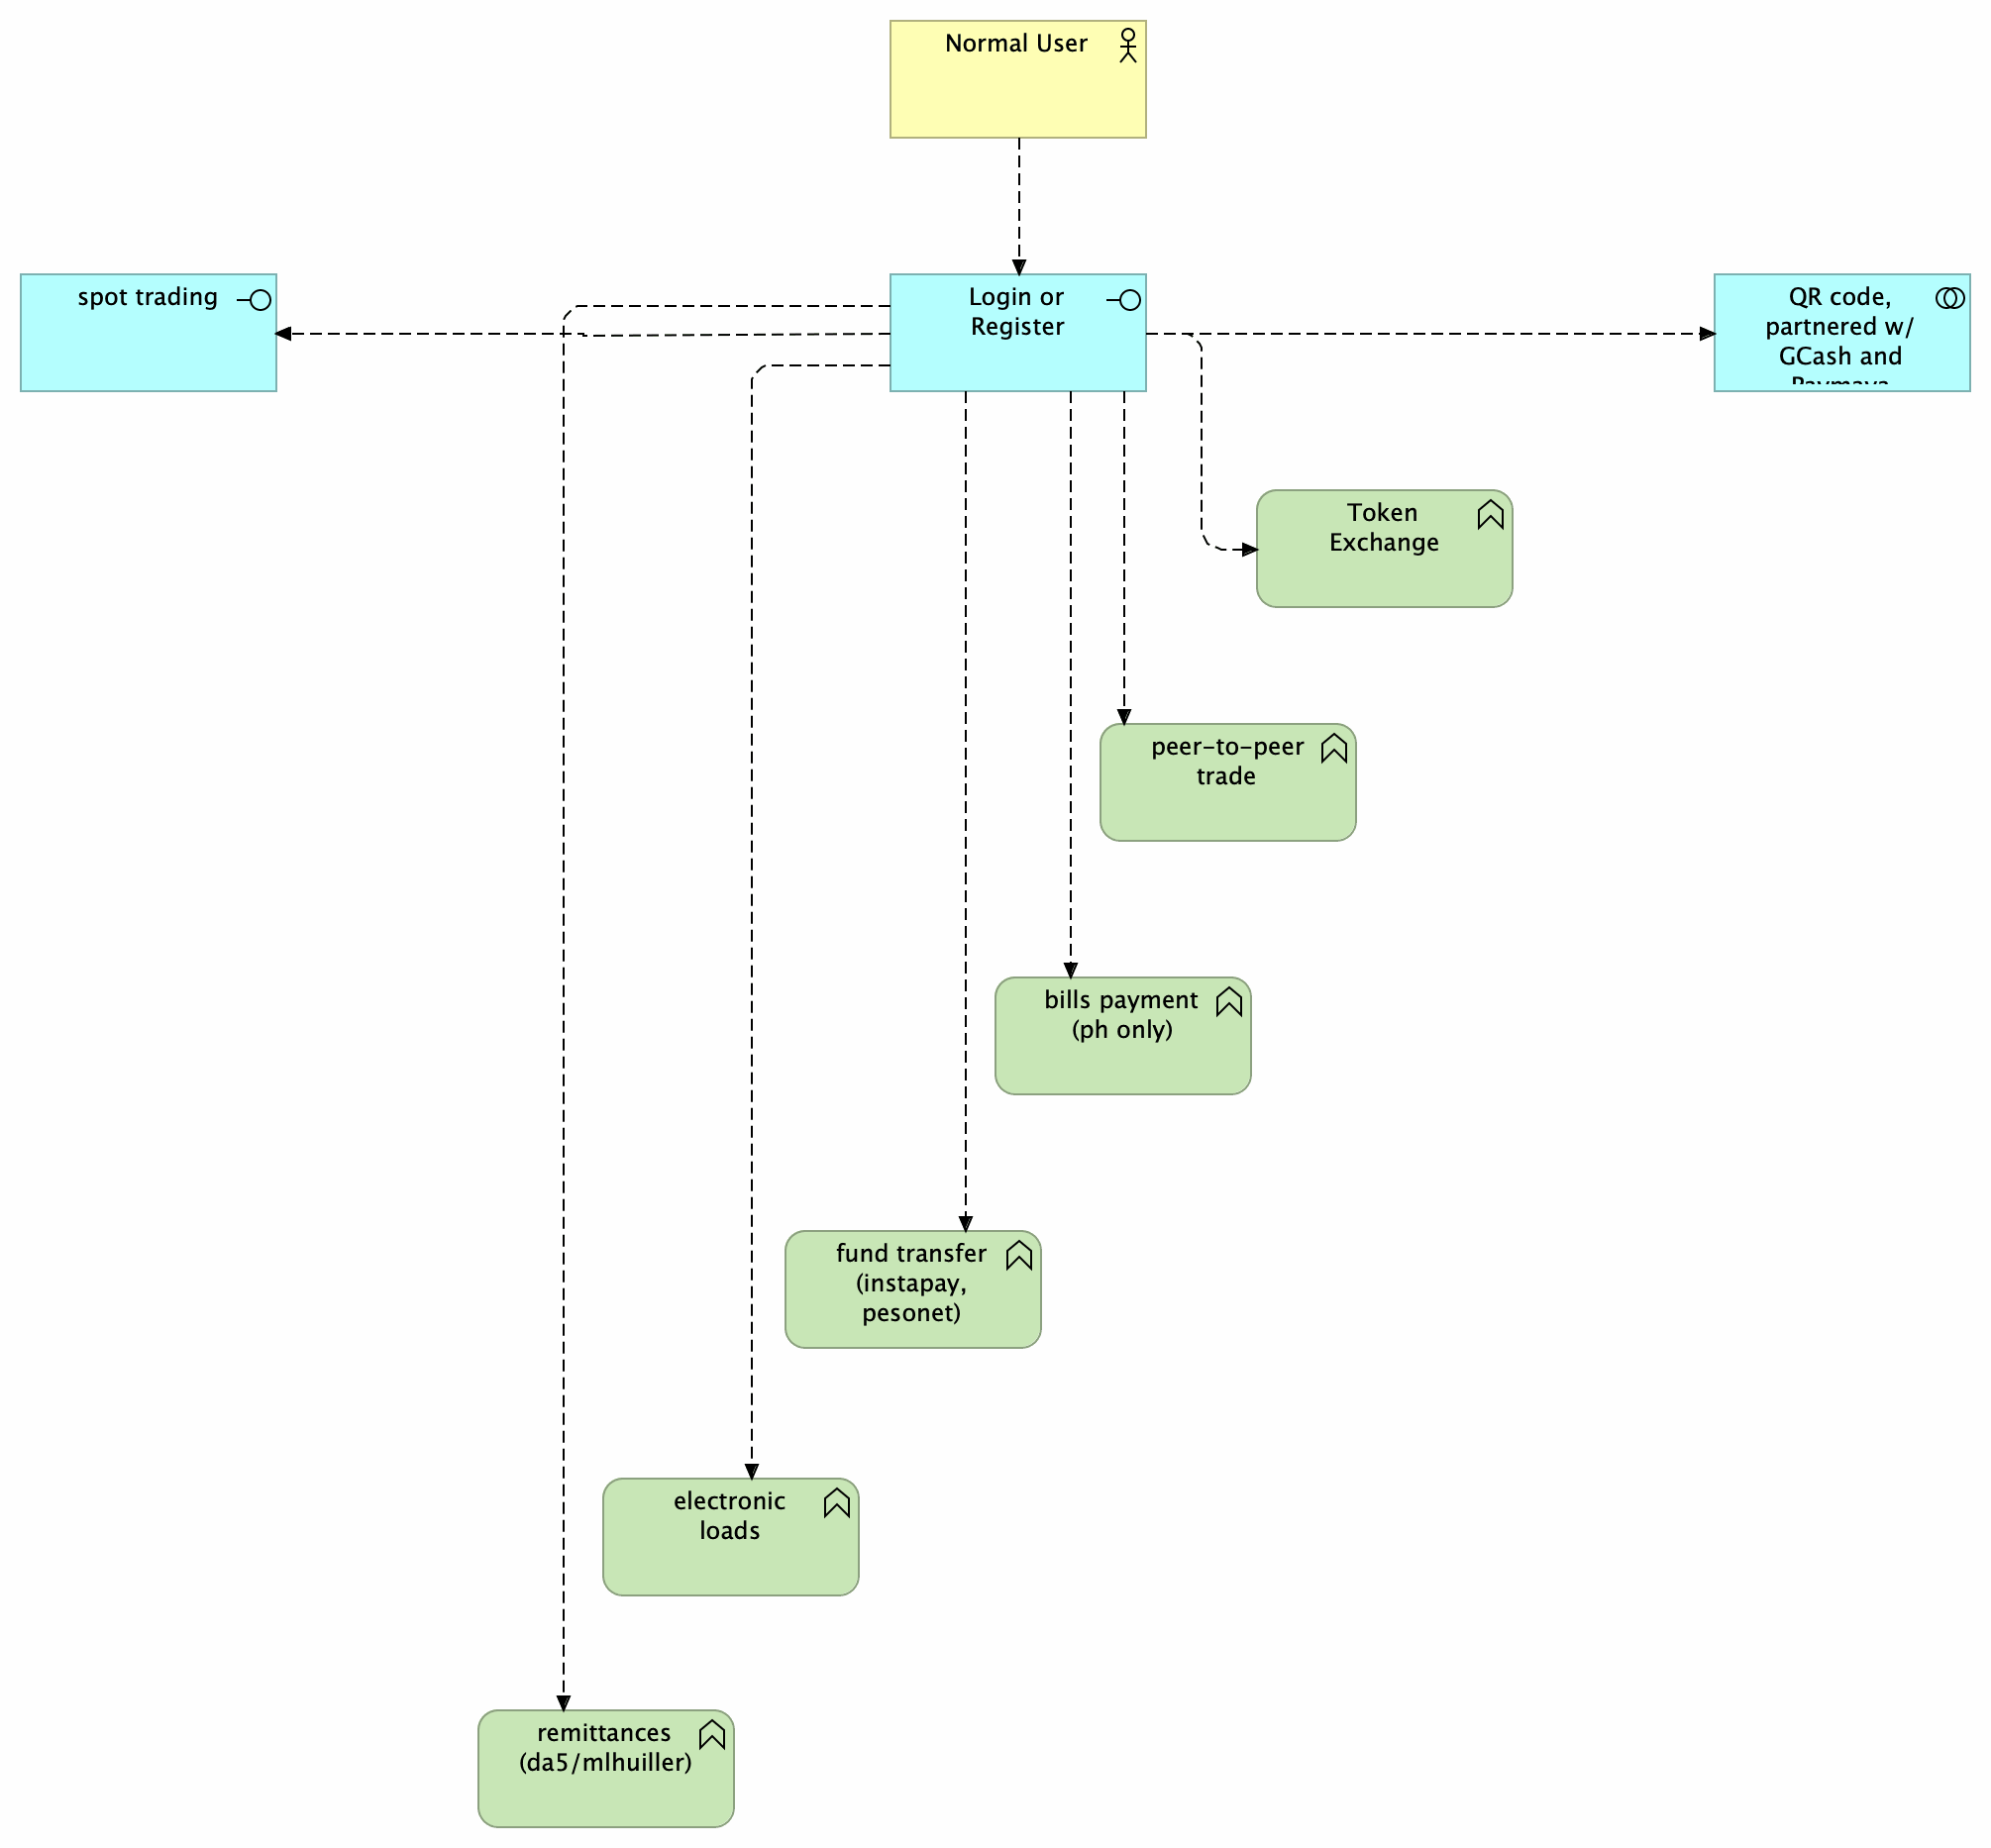 Normal User
spot trading
Login or
Register
QR code,
partnered w/
GCash and
Token
Exchange
peer-to-peer
trade
bills payment
(ph only)
fund transfer
(instapay,
pesonet)
electronic
loads
remittances
(da5/mlhuiller)